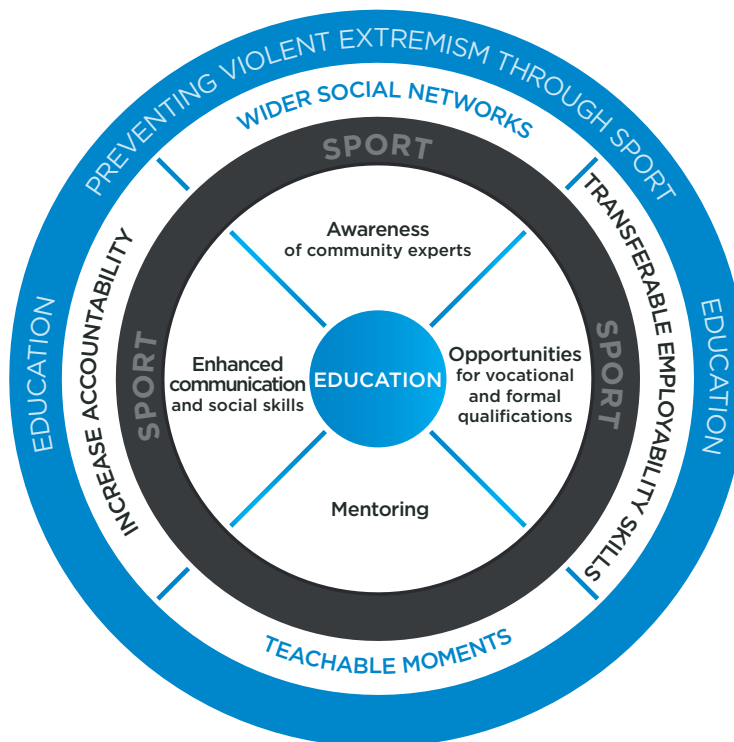 PREVENTING VIOLENT EXTREMISM THROUGH SPORT
WIDER SOCIAL NETWORKS
SPORT
Awareness
of community experts
EDUCATION
INCREASE ACCOUNTABILITY
SPORT
Enhanced
communication
and social skills
EDUCATION
Opportunities
for vocational
and formal
qualifications
SPORT
TRANSFERABLE EMPLOYABILITY SKILLS
EDUCATION
Mentoring
TEACHABLE MOMENTS